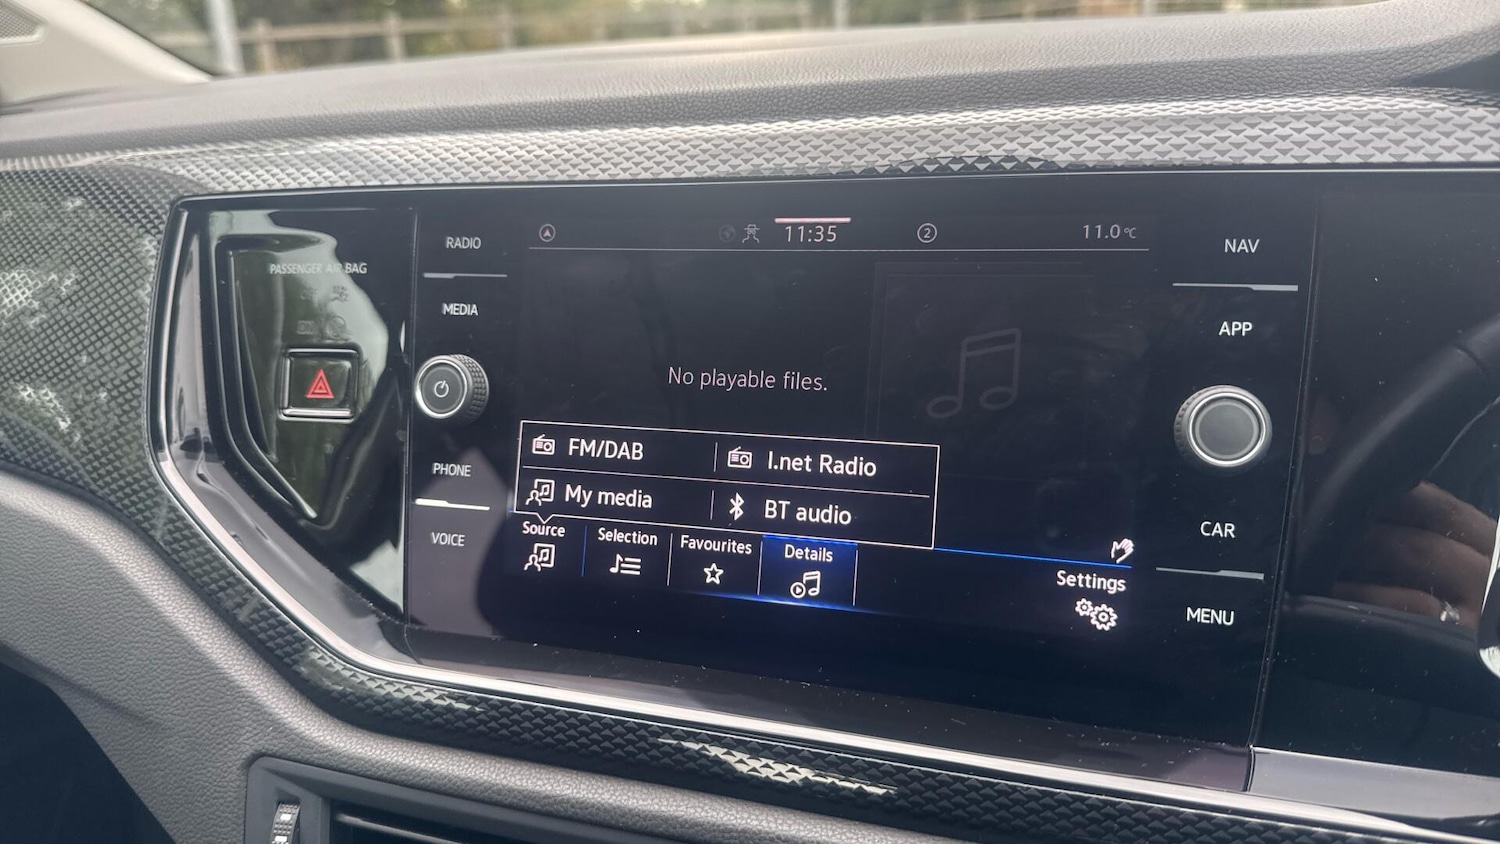 PASSENGER AIR BAG
RADIO
MEDIA
PHONE
VOICE
11:35
2
11.0 °C
No playable files.
FM/DAB
I.net Radio
My media
BT audio
Source
Selection
Favourites
Details
Settings
NAV
APP
CAR
MENU